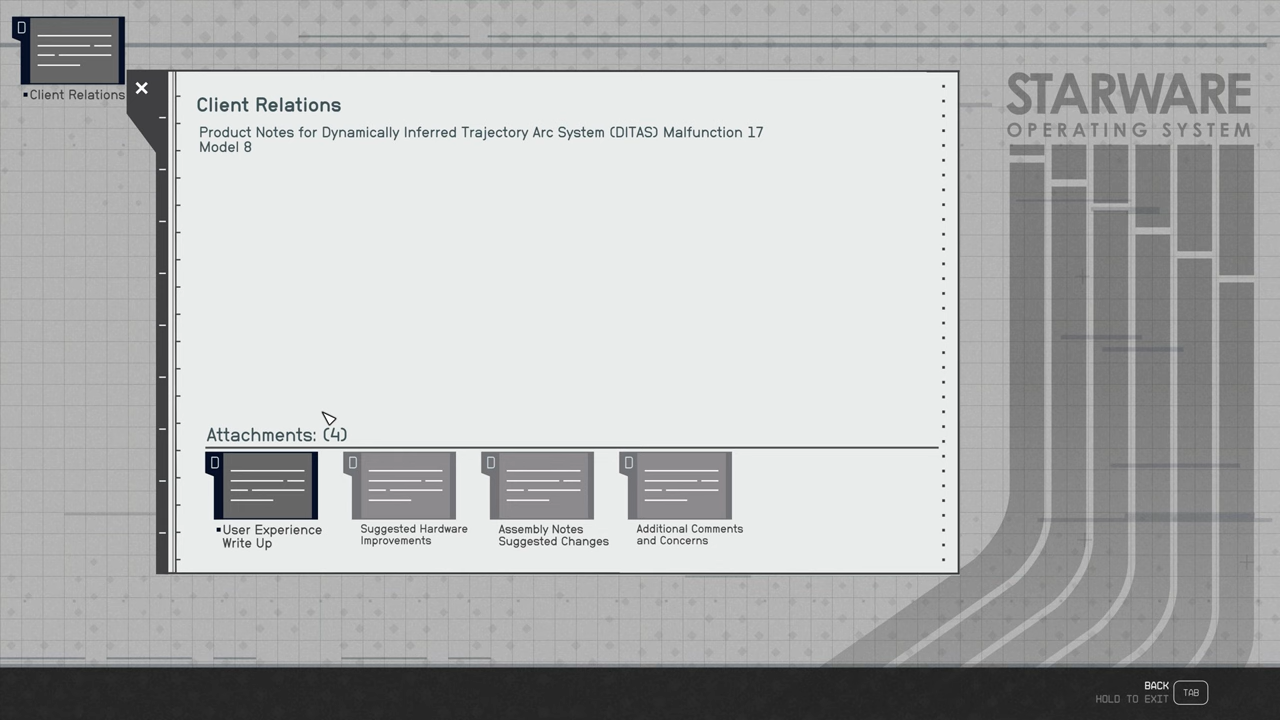 D
Client Relations
×
Client Relations
Product Notes for Dynamically Inferred Trajectory Arc System (DITAS) Malfunction 17
Model 8
STARWARE
OPERATING SYSTEM
Attachments: (4)
D
D
D
D
User Experience
Write Up
Suggested Hardware
Improvements
Assembly Notes
Suggested Changes
Additional Comments
and Concerns
BACK
HOLD TO EXIT
TAB